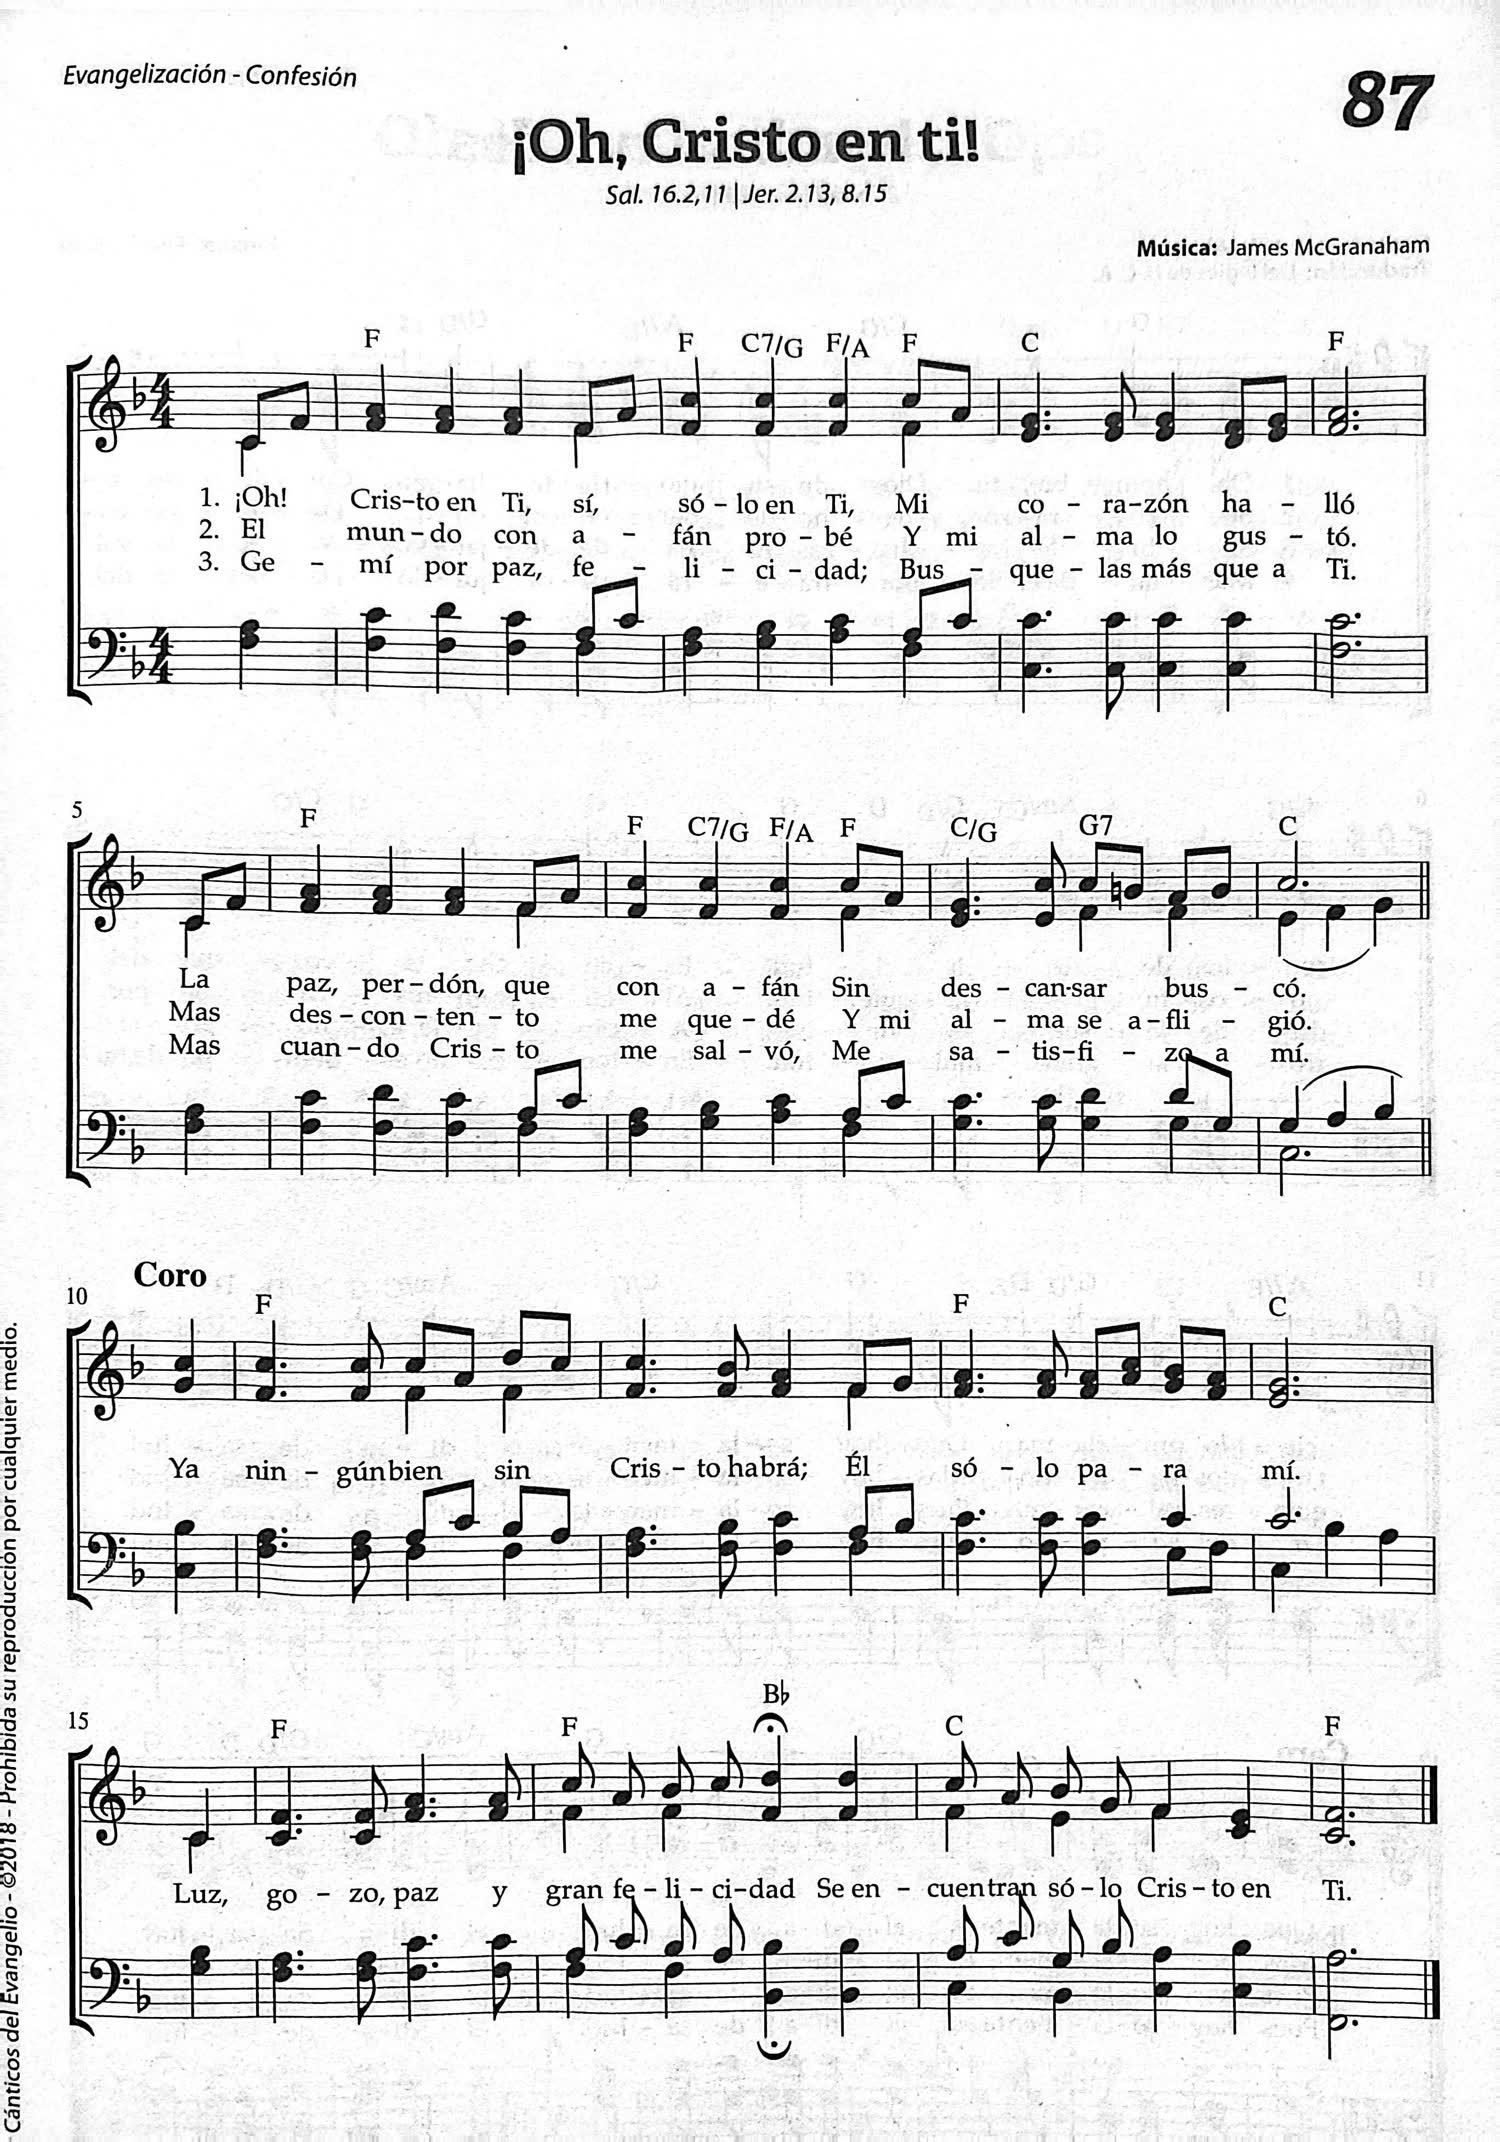 Evangelización - Confesión
87
¡Oh, Cristo en ti!
Sal. 16.2,11 | Jer. 2.13, 8.15
Música: James McGranaham
F F C7/G F/A F C F
4 4
1. ¡Oh! Cris-to en Ti, sí, só - lo en Ti, Mi co - ra-zón ha - lló
2. El mun-do con a - fán pro-bé Y mi al - ma lo gus - tó.
3. Ge - mí por paz, fe - li - ci - dad; Bus - que - las más que a Ti.
4 4
5 F F C7/G F/A F C/G G7 C
La paz, per-dón, que con a - fán Sin des - can-sar bus - có.
Mas des-con-ten-to me que-dé Y mi al - ma se a-fli - gió.
Mas cuan-do Cris-to me sal-vó, Me sa - tis-fi - zo a mí.
Coro
10 F F C
Ya nin - gún bien sin Cris - to habrá; Él só - lo pa - ra mí.
15 F F B♭ C F
Luz, go - zo, paz y gran fe-li-ci-dad Se en - cuentran só-lo Cris-to en Ti.
Cánticos del Evangelio - ©2018 - Prohibida su reproducción por cualquier medio.